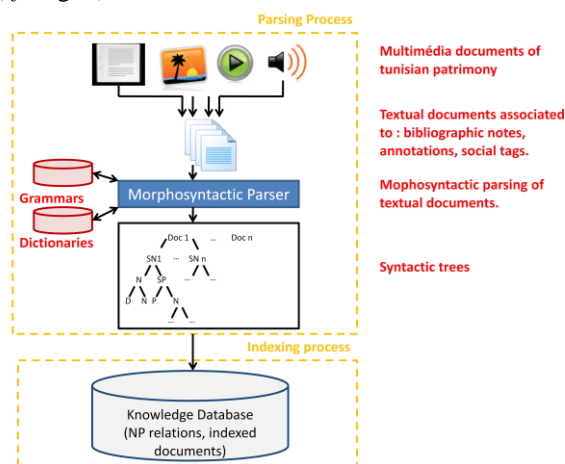 Parsing Process
Multimédia documents of
tunisian patrimony
Textual documents associated
to : bibliographic notes,
annotations, social tags.
Grammars
Morphosyntactic Parser
Mophosyntactic parsing of
textual documents.
Dictionaries
Doc 1 ... Doc n
SN1 ... SN n
N SP ... ...
D N P N
... ...
Syntactic trees
Indexing process
Knowledge Database
(NP relations, indexed
documents)